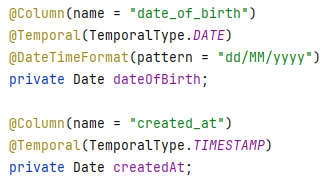 @Column(name = "date_of_birth")
@Temporal(TemporalType.DATE)
@DateTimeFormat(pattern = "dd/MM/yyyy")
private Date dateOfBirth;
@Column(name = "created_at")
@Temporal(TemporalType.TIMESTAMP)
private Date createdAt;